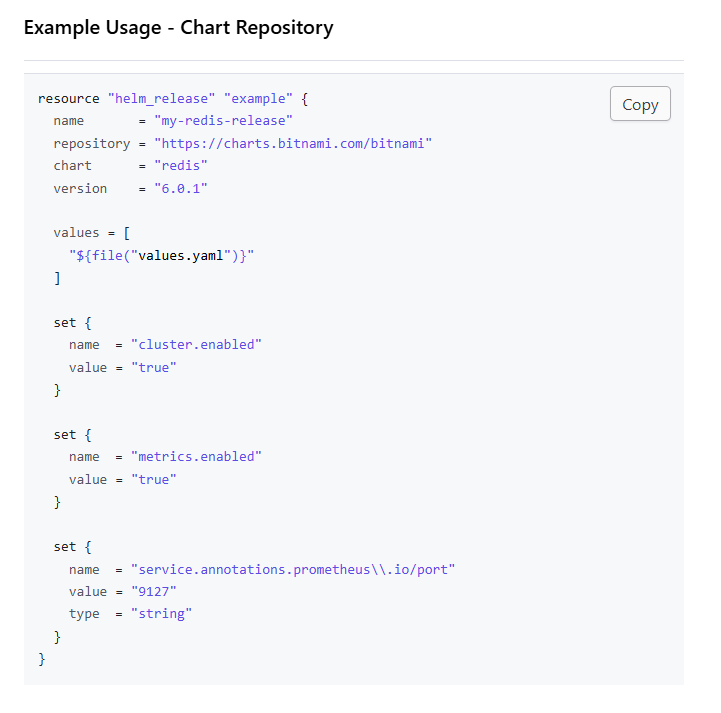 Example Usage - Chart Repository
Copy
resource "helm_release" "example" {
  name       = "my-redis-release"
  repository = "https://charts.bitnami.com/bitnami"
  chart      = "redis"
  version    = "6.0.1"

  values = [
    "${file("values.yaml")}"
  ]

  set {
    name  = "cluster.enabled"
    value = "true"
  }

  set {
    name  = "metrics.enabled"
    value = "true"
  }

  set {
    name  = "service.annotations.prometheus\\.io/port"
    value = "9127"
    type  = "string"
  }
}